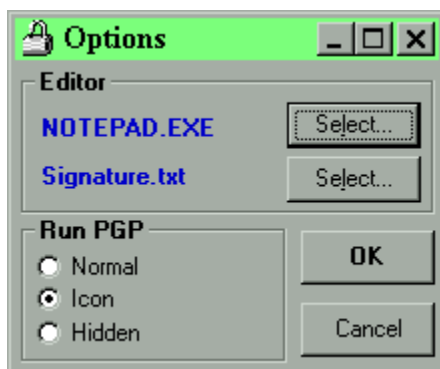 Options
Editor
NOTEPAD.EXE
Select...
Signature.txt
Select...
Run PGP
Normal
Icon
Hidden
OK
Cancel